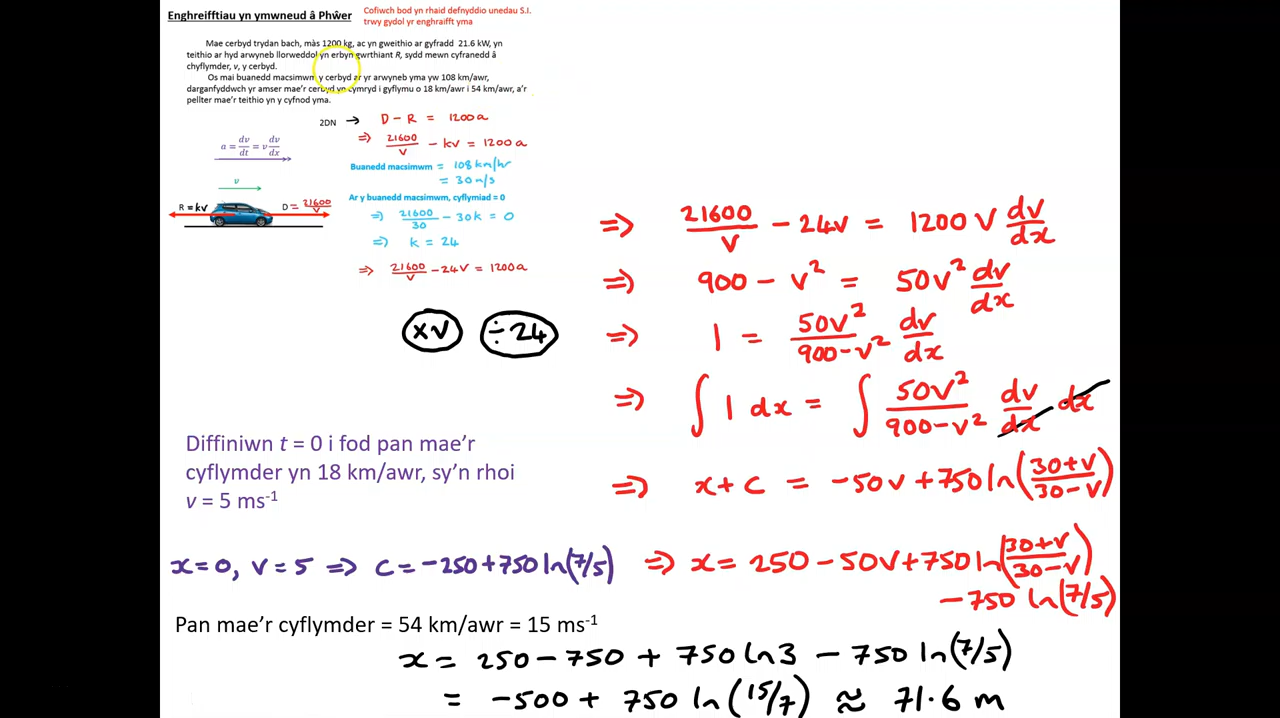 Enghreifftiau yn ymwneud â Phŵer
Cofiwch bod yn rhaid defnyddio unedau S.I.
trwy gydol yr enghraifft yma
Mae cerbyd trydan bach, màs 1200 kg, ac yn gweithio ar gyfradd 21.6 kW, yn
teithio ar hyd arwyneb llorweddol yn erbyn gwrthiant R, sydd mewn cyfranedd â
chyflymder, v, y cerbyd.
Os mai buanedd macsimwm y cerbyd ar yr arwyneb yma yw 108 km/awr,
darganfyddwch yr amser mae'r cerbyd yn cymryd i gyflymu o 18 km/awr i 54 km/awr, a'r
pellter mae'r teithio yn y cyfnod yma.
2DN → D - R = 1200a
⇒ 21600/v - kv = 1200a
a = dv/dt = v dv/dx
Buanedd macsimwm = 108 km/hr
= 30 m/s
v
R = kv
D = 21600/v
Ar y buanedd macsimwm, cyflymiad = 0
⇒ 21600/30 - 30k = 0
⇒ k = 24
⇒ 21600/v - 24v = 1200a
×v ÷24
⇒ 21600/v - 24v = 1200 v dv/dx
⇒ 900 - v² = 50v² dv/dx
⇒ 1 = 50v²/900-v² dv/dx
⇒ ∫ 1 dx = ∫ 50v²/900-v² dv/dx dx
⇒ x + c = -50v + 750 ln(30+v/30-v)
Diffiniwn t = 0 i fod pan mae'r
cyflymder yn 18 km/awr, sy'n rhoi
v = 5 ms⁻¹
x = 0, v = 5 ⇒ c = -250 + 750 ln(7/5)
⇒ x = 250 - 50v + 750 ln(30+v/30-v)
- 750 ln(7/5)
Pan mae'r cyflymder = 54 km/awr = 15 ms⁻¹
x = 250 - 750 + 750 ln 3 - 750 ln(7/5)
= -500 + 750 ln(15/7) ≈ 71.6 m